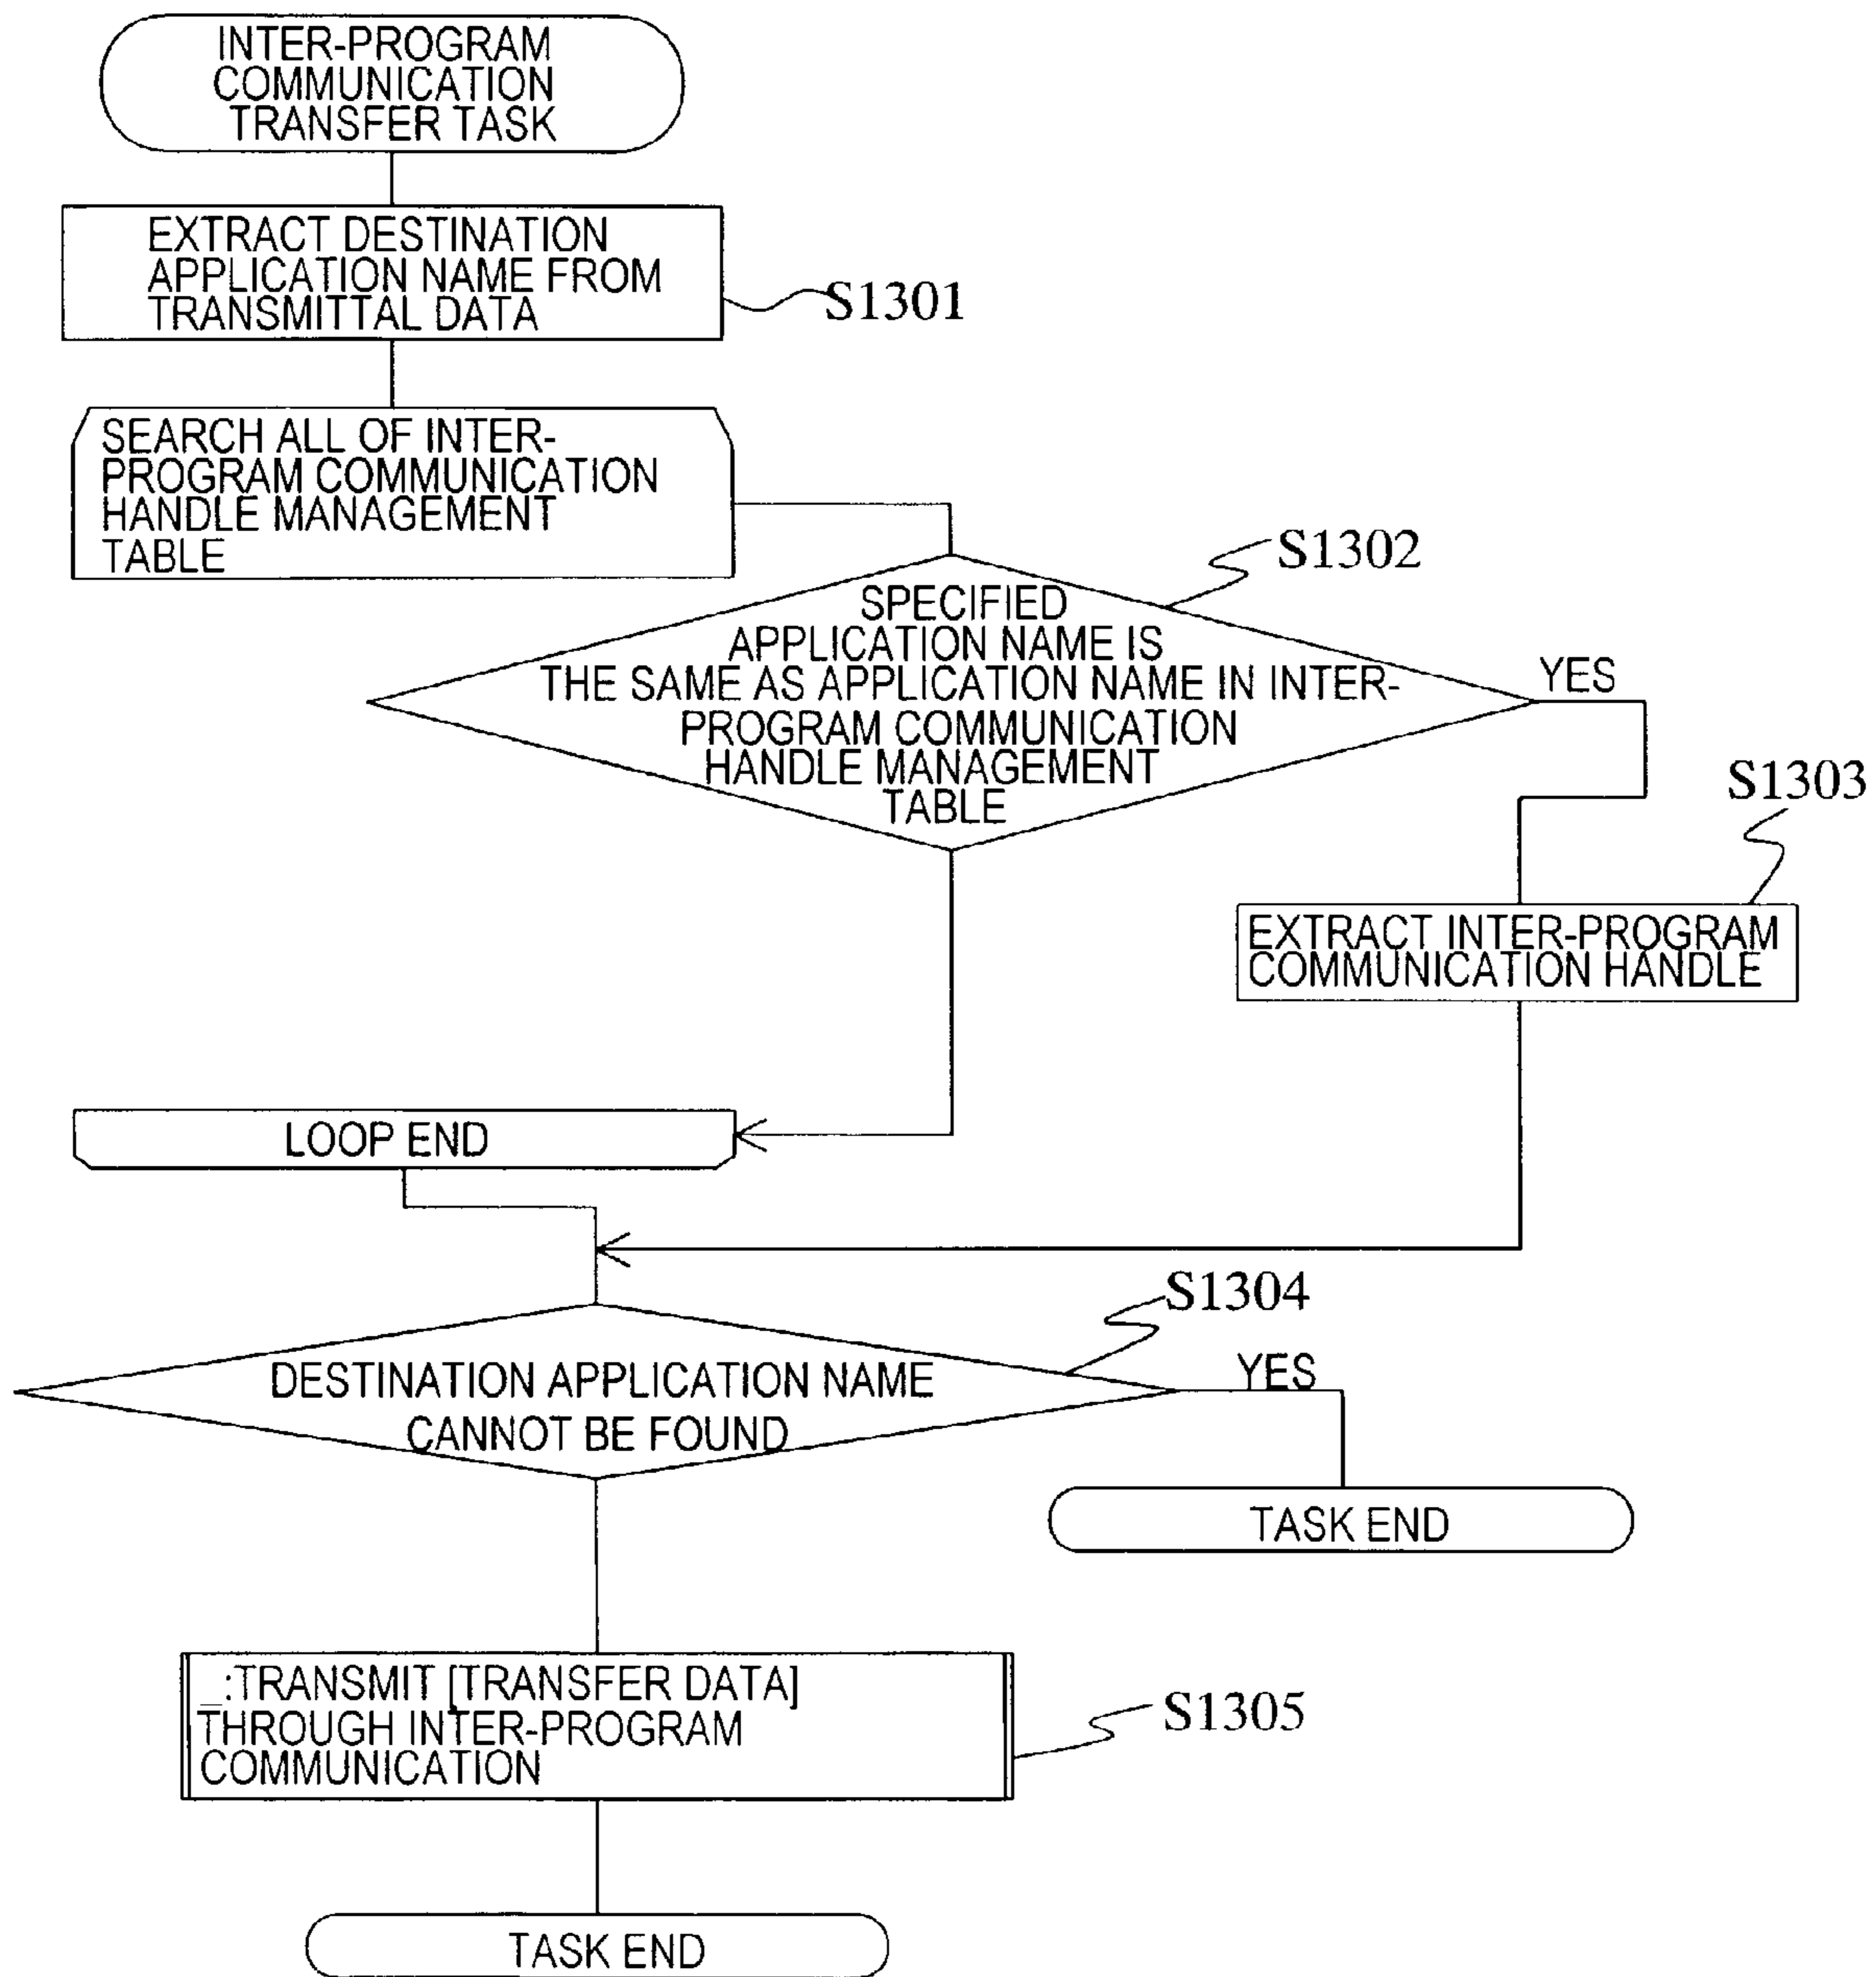 INTER-PROGRAM
COMMUNICATION
TRANSFER TASK
EXTRACT DESTINATION
APPLICATION NAME FROM
TRANSMITTAL DATA
S1301
SEARCH ALL OF INTER-
PROGRAM COMMUNICATION
HANDLE MANAGEMENT
TABLE
S1302
SPECIFIED
APPLICATION NAME IS
THE SAME AS APPLICATION NAME IN INTER-
PROGRAM COMMUNICATION
HANDLE MANAGEMENT
TABLE
YES
S1303
EXTRACT INTER-PROGRAM
COMMUNICATION HANDLE
LOOP END
S1304
DESTINATION APPLICATION NAME
CANNOT BE FOUND
YES
TASK END
_:TRANSMIT [TRANSFER DATA]
THROUGH INTER-PROGRAM
COMMUNICATION
S1305
TASK END